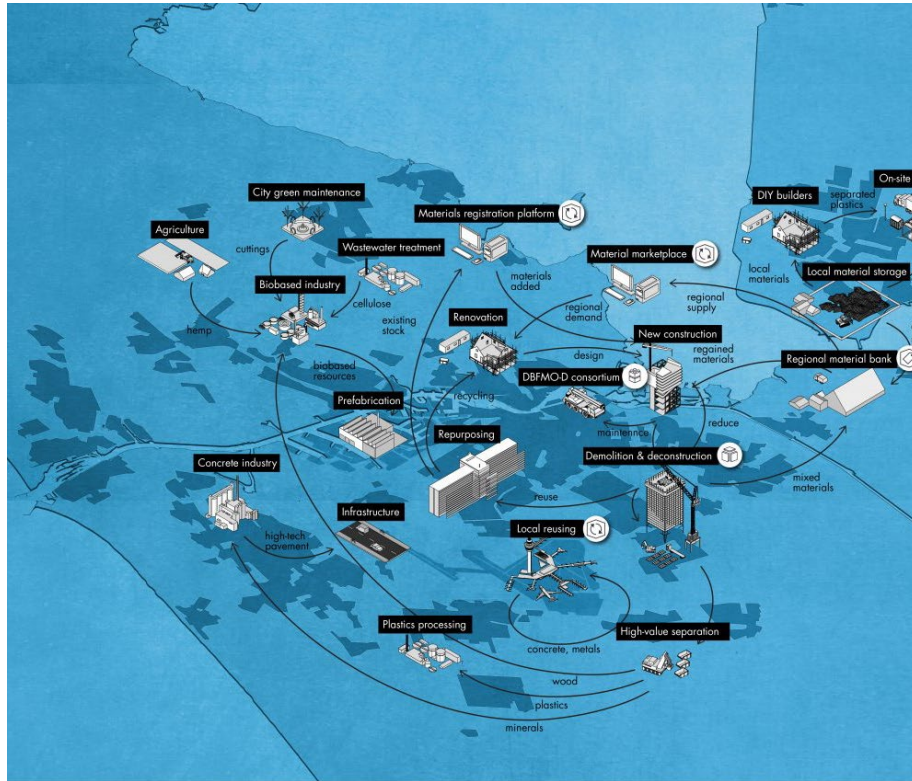 City green maintenance
DIY builders
On-site
separated
plastics
Materials registration platform
Agriculture
cuttings
Wastewater treatment
Material marketplace
Biobased industry
cellulose
materials
added
local
materials
Local material storage
hemp
existing
stock
Renovation
regional
demand
regional
supply
New construction
biobased
resources
design
regained
materials
Regional material bank
DBFMO-D consortium
recycling
Prefabrication
reduce
maintennce
Repurposing
Demolition & deconstruction
Concrete industry
mixed
materials
reuse
Infrastructure
Local reusing
high-tech
pavement
Plastics processing
High-value separation
concrete, metals
wood
plastics
minerals